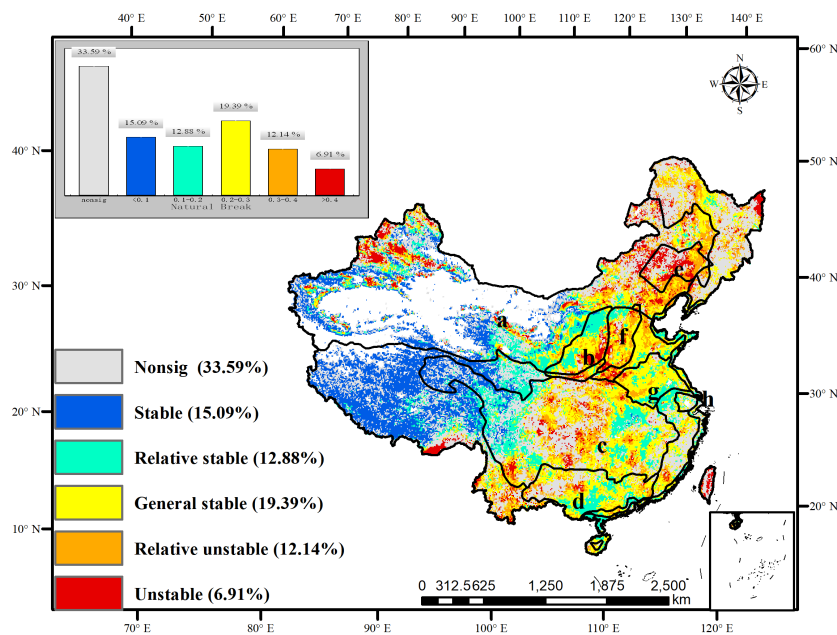 40° E 50° E 60° E 70° E 80° E 90° E 100° E 110° E 120° E 130° E 140° E
60° N
50° N
40° N
30° N
20° N
40° N
30° N
20° N
10° N
33.59 %
15.09 %
12.88 %
19.39 %
12.14 %
6.91 %
nonsig <0.1 0.1-0.2 0.2-0.3 0.3-0.4 >0.4
Natural Break
N
W E
S
a
b
f
e
g
h
c
d
Nonsig (33.59%)
Stable (15.09%)
Relative stable (12.88%)
General stable (19.39%)
Relative unstable (12.14%)
Unstable (6.91%)
0 312.5625 1,250 1,875 2,500
km
70° E 80° E 90° E 100° E 110° E 120° E